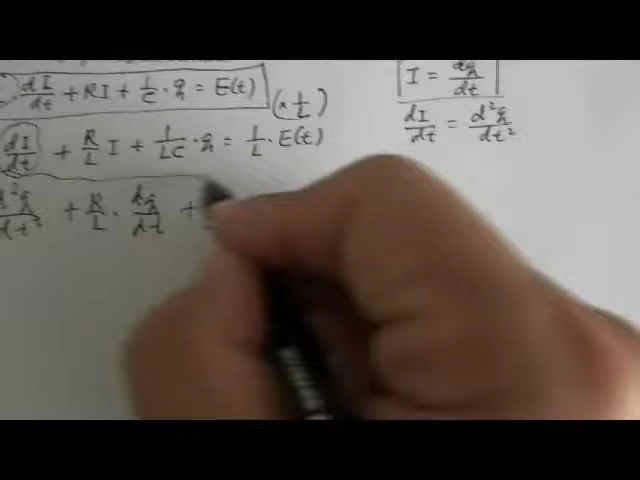 dI/dt + RI + 1/C · q = E(t)
(× 1/L)
dI/dt + R/L I + 1/LC · q = 1/L · E(t)
d²q/dt² + R/L · dq/dt +
I = dq/dt
dI/dt = d²q/dt²